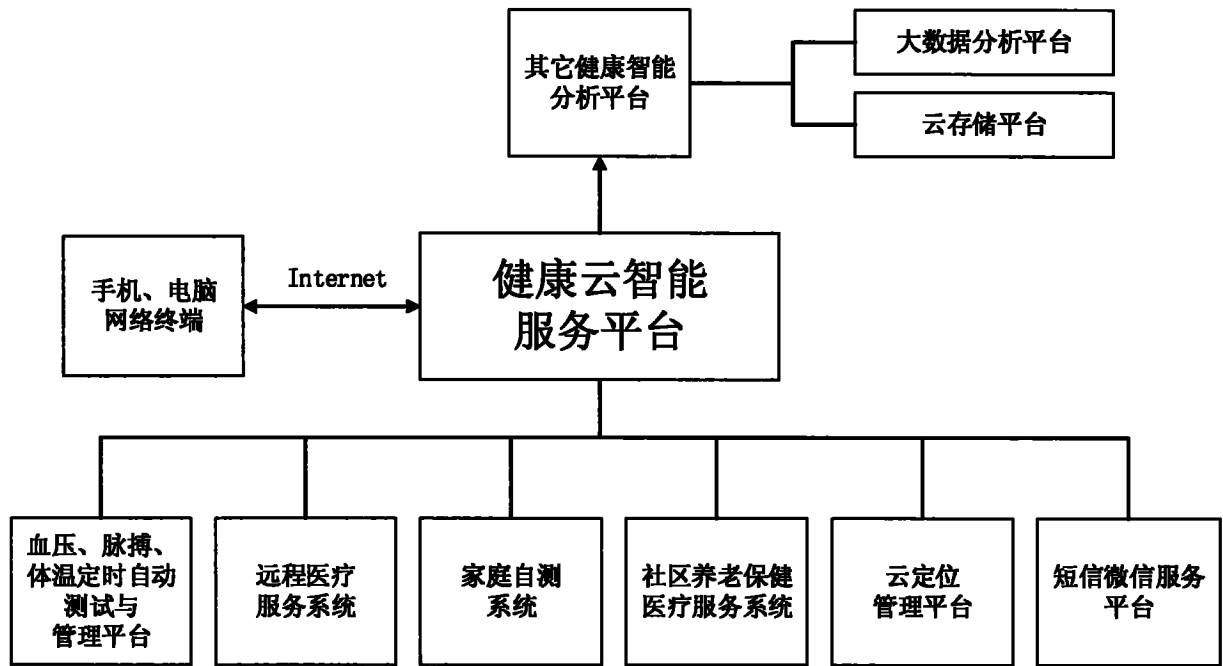 其它健康智能
分析平台
大数据分析平台
云存储平台
手机、电脑
网络终端
Internet
健康云智能
服务平台
血压、脉搏、
体温定时自动
测试与
管理平台
远程医疗
服务系统
家庭自测
系统
社区养老保健
医疗服务系统
云定位
管理平台
短信微信服务
平台